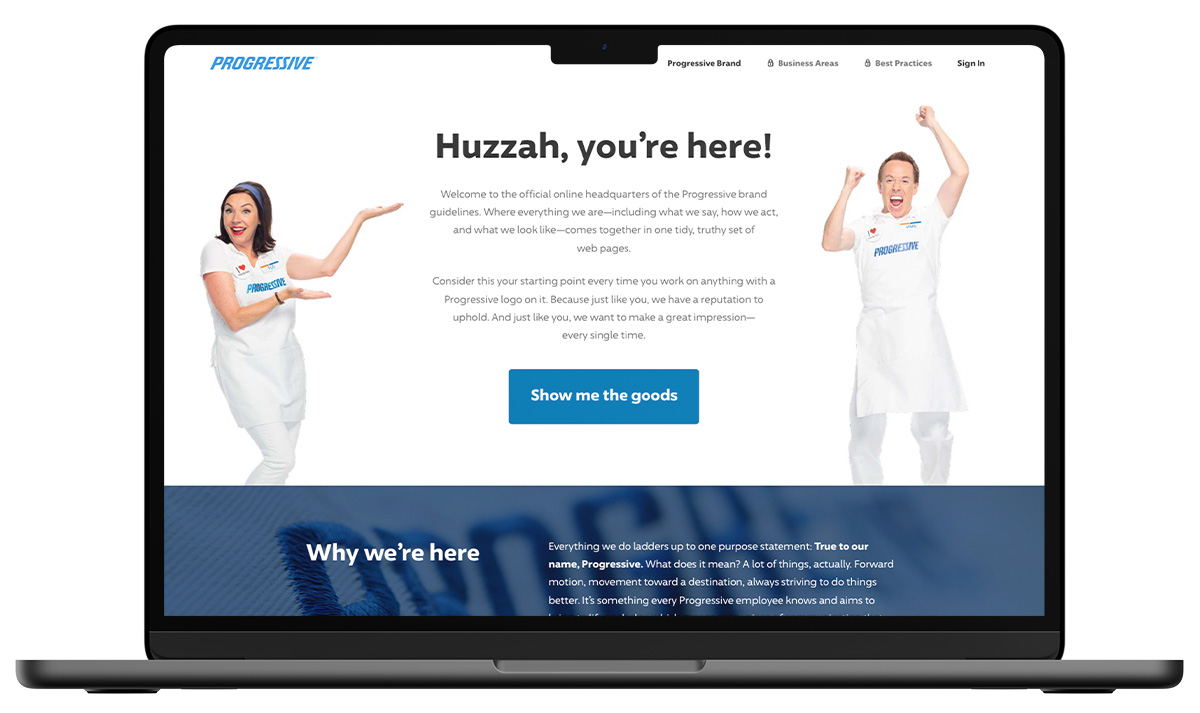 PROGRESSIVE
Progressive Brand
Business Areas
Best Practices
Sign In
Huzzah, you’re here!
Welcome to the official online headquarters of the Progressive brand
guidelines. Where everything we are—including what we say, how we act,
and what we look like—comes together in one tidy, truthy set of
web pages.
Consider this your starting point every time you work on anything with a
Progressive logo on it. Because just like you, we have a reputation to
uphold. And just like you, we want to make a great impression—
every single time.
Show me the goods
PROGRESSIVE
PROGRESSIVE
Why we’re here
Everything we do ladders up to one purpose statement: True to our
name, Progressive. What does it mean? A lot of things, actually. Forward
motion, movement toward a destination, always striving to do things
better. It’s something every Progressive employee knows and aims to